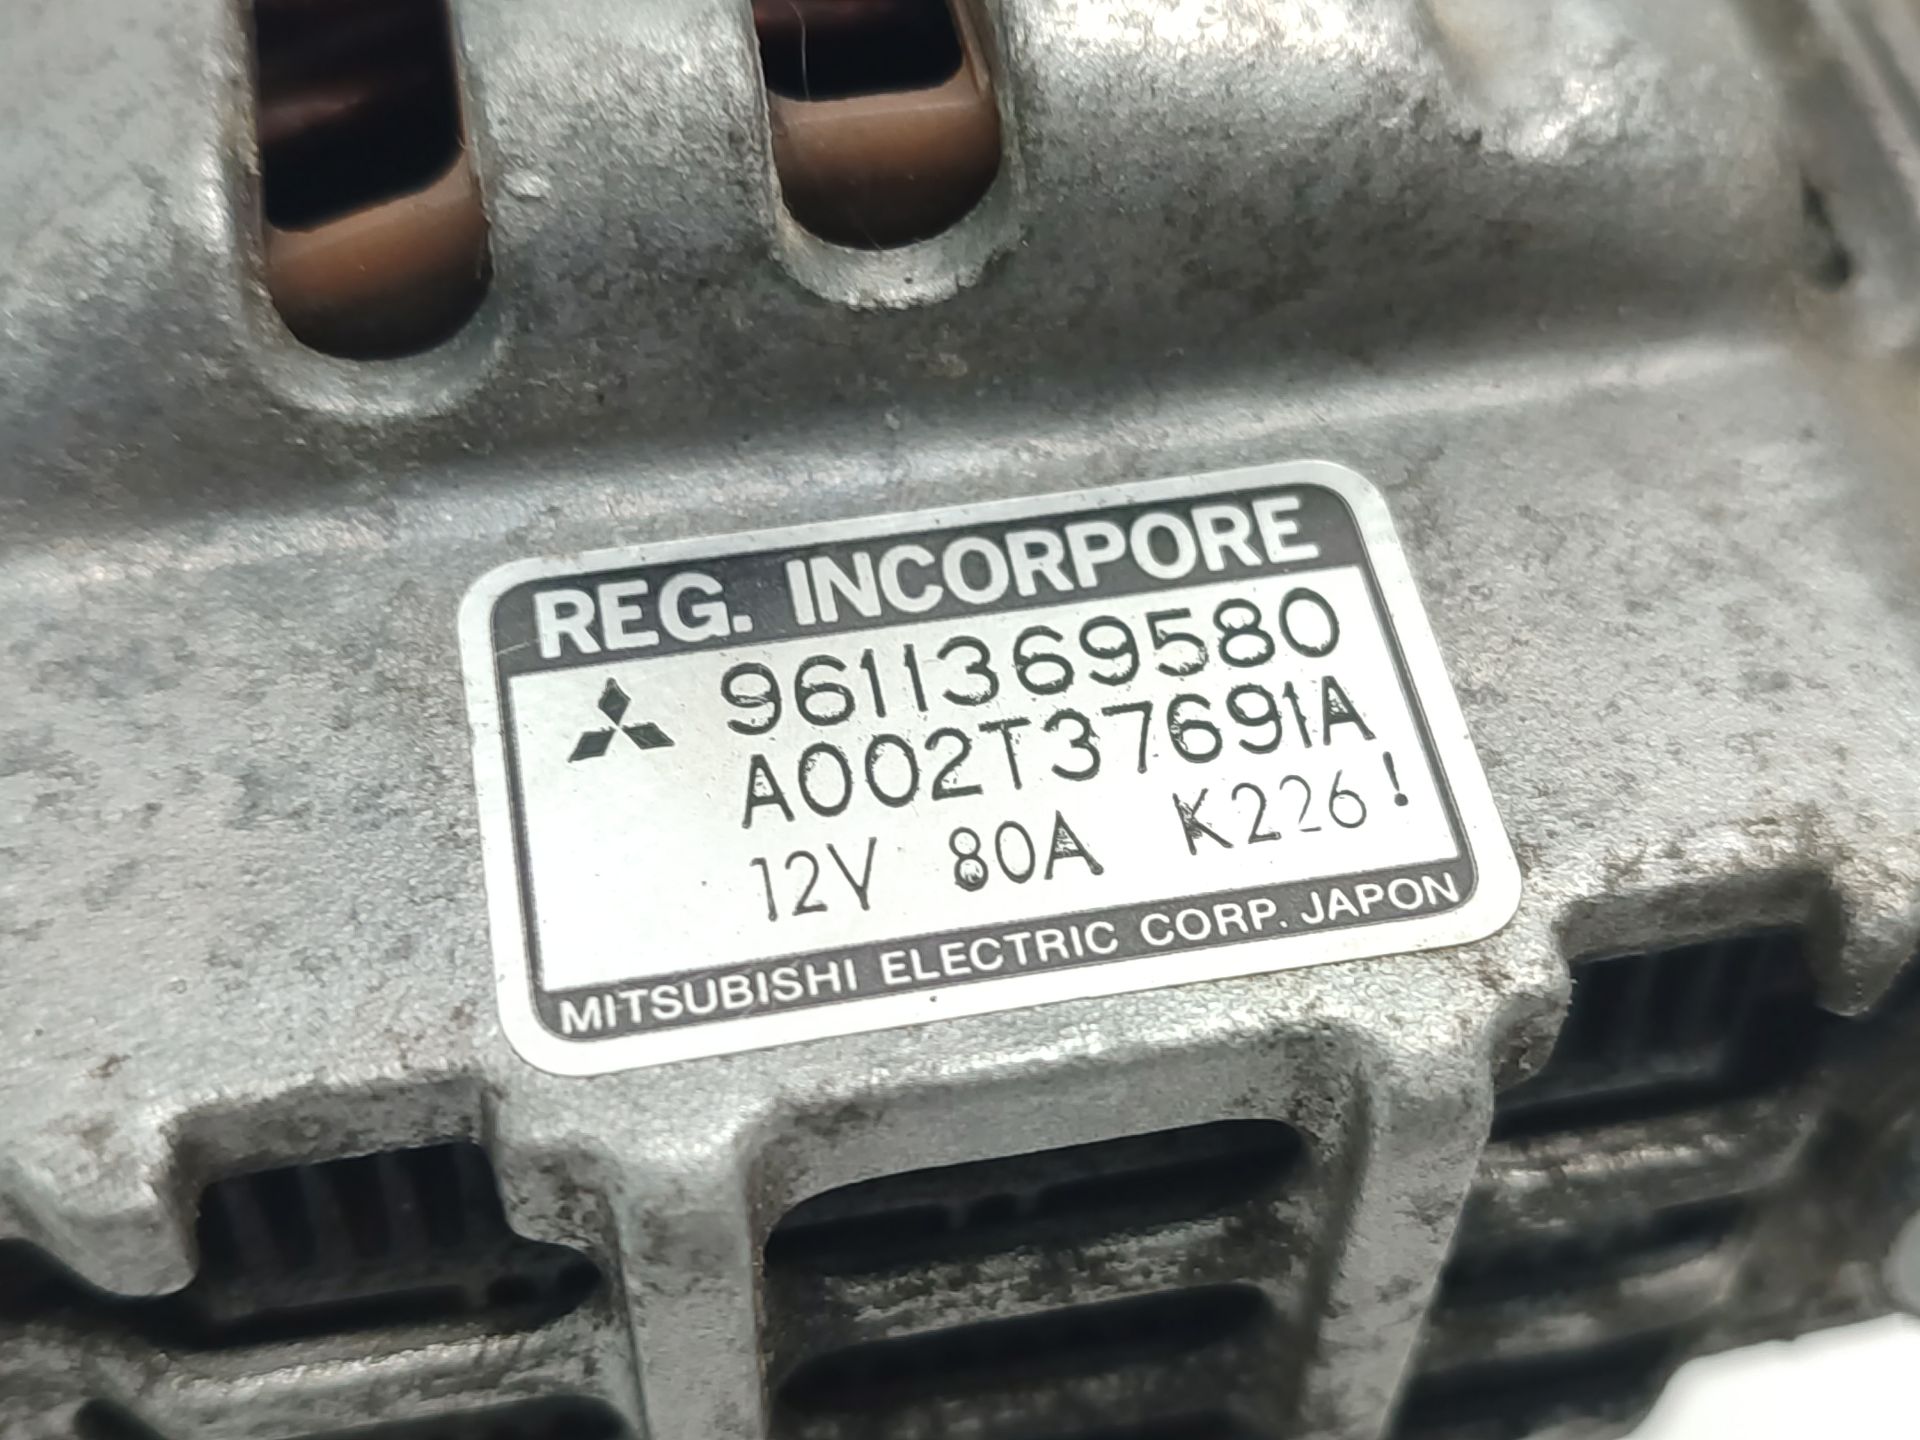 REG. INCORPORE
9611369580
A002T37691A
12V 80A K226!
MITSUBISHI ELECTRIC CORP. JAPON